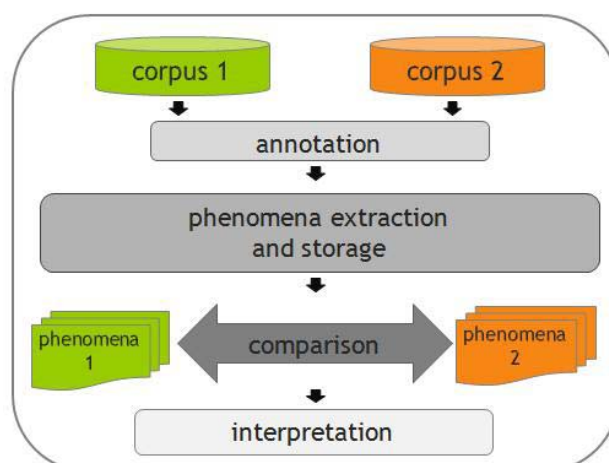 corpus 1
corpus 2
annotation
phenomena extraction
and storage
phenomena
1
comparison
phenomena
2
interpretation